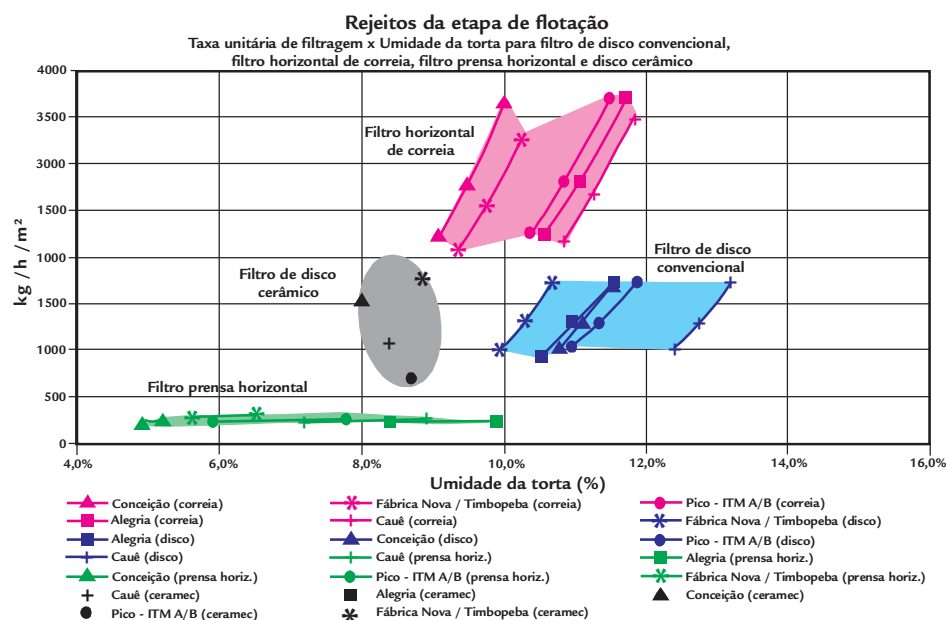 Rejeitos da etapa de flotação
Taxa unitária de filtragem x Umidade da torta para filtro de disco convencional,
filtro horizontal de correia, filtro prensa horizontal e disco cerâmico
kg / h / m²
4000
3500
3000
1500
1000
1500
1000
500
0
Filtro horizontal
de correia
Filtro de disco
convencional
Filtro de disco
cerâmico
Filtro prensa horizontal
4,0%
6,0%
8,0%
10,0%
12,0%
14,0%
16,0%
Umidade da torta (%)
Conceição (correia)
Fábrica Nova / Timbopeba (correia)
Pico - ITM A/B (correia)
Alegria (correia)
Cauê (correia)
Fábrica Nova / Timbopeba (disco)
Alegria (disco)
Conceição (disco)
Pico - ITM A/B (disco)
Cauê (disco)
Cauê (prensa horiz.)
Alegria (prensa horiz.)
Conceição (prensa horiz.)
Pico - ITM A/B (prensa horiz.)
Fábrica Nova / Timbopeba (prensa horiz.)
Cauê (ceramec)
Alegria (ceramec)
Conceição (ceramec)
Pico - ITM A/B (ceramec)
Fábrica Nova / Timbopeba (ceramec)